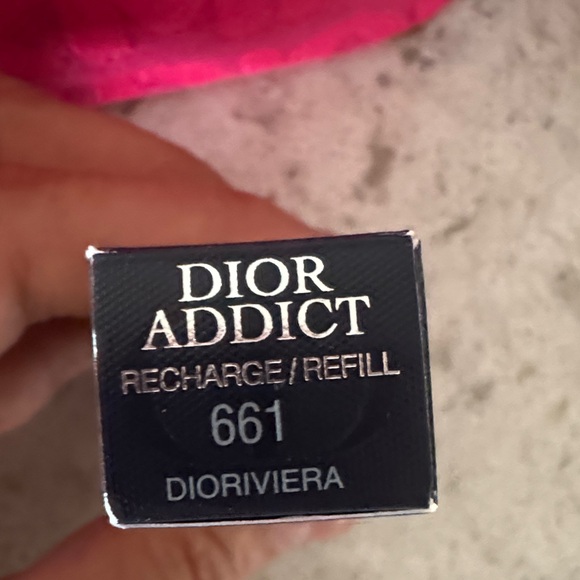 DIOR
ADDICT
RECHARGE/REFILL
661
DIORIVIERA